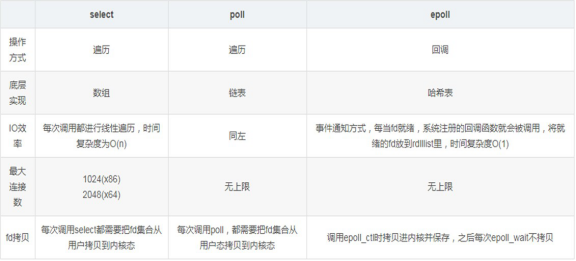 select
poll
epoll
操作
方式
遍历
遍历
回调
底层
实现
数组
链表
哈希表
IO效
率
每次调用都进行线性遍历，时间
复杂度为O(n)
同左
事件通知方式，每当fd就绪，系统注册的回调函数就会被调用，将就
绪的fd放到rdllist里，时间复杂度O(1)
最大
连接
数
1024(x86)
2048(x64)
无上限
无上限
fd拷贝
每次调用select都需要把fd集合从
用户拷贝到内核态
每次调用poll，都需要把fd集合从
用户态拷贝到内核态
调用epoll_ctl时拷贝进内核并保存，之后每次epoll_wait不拷贝